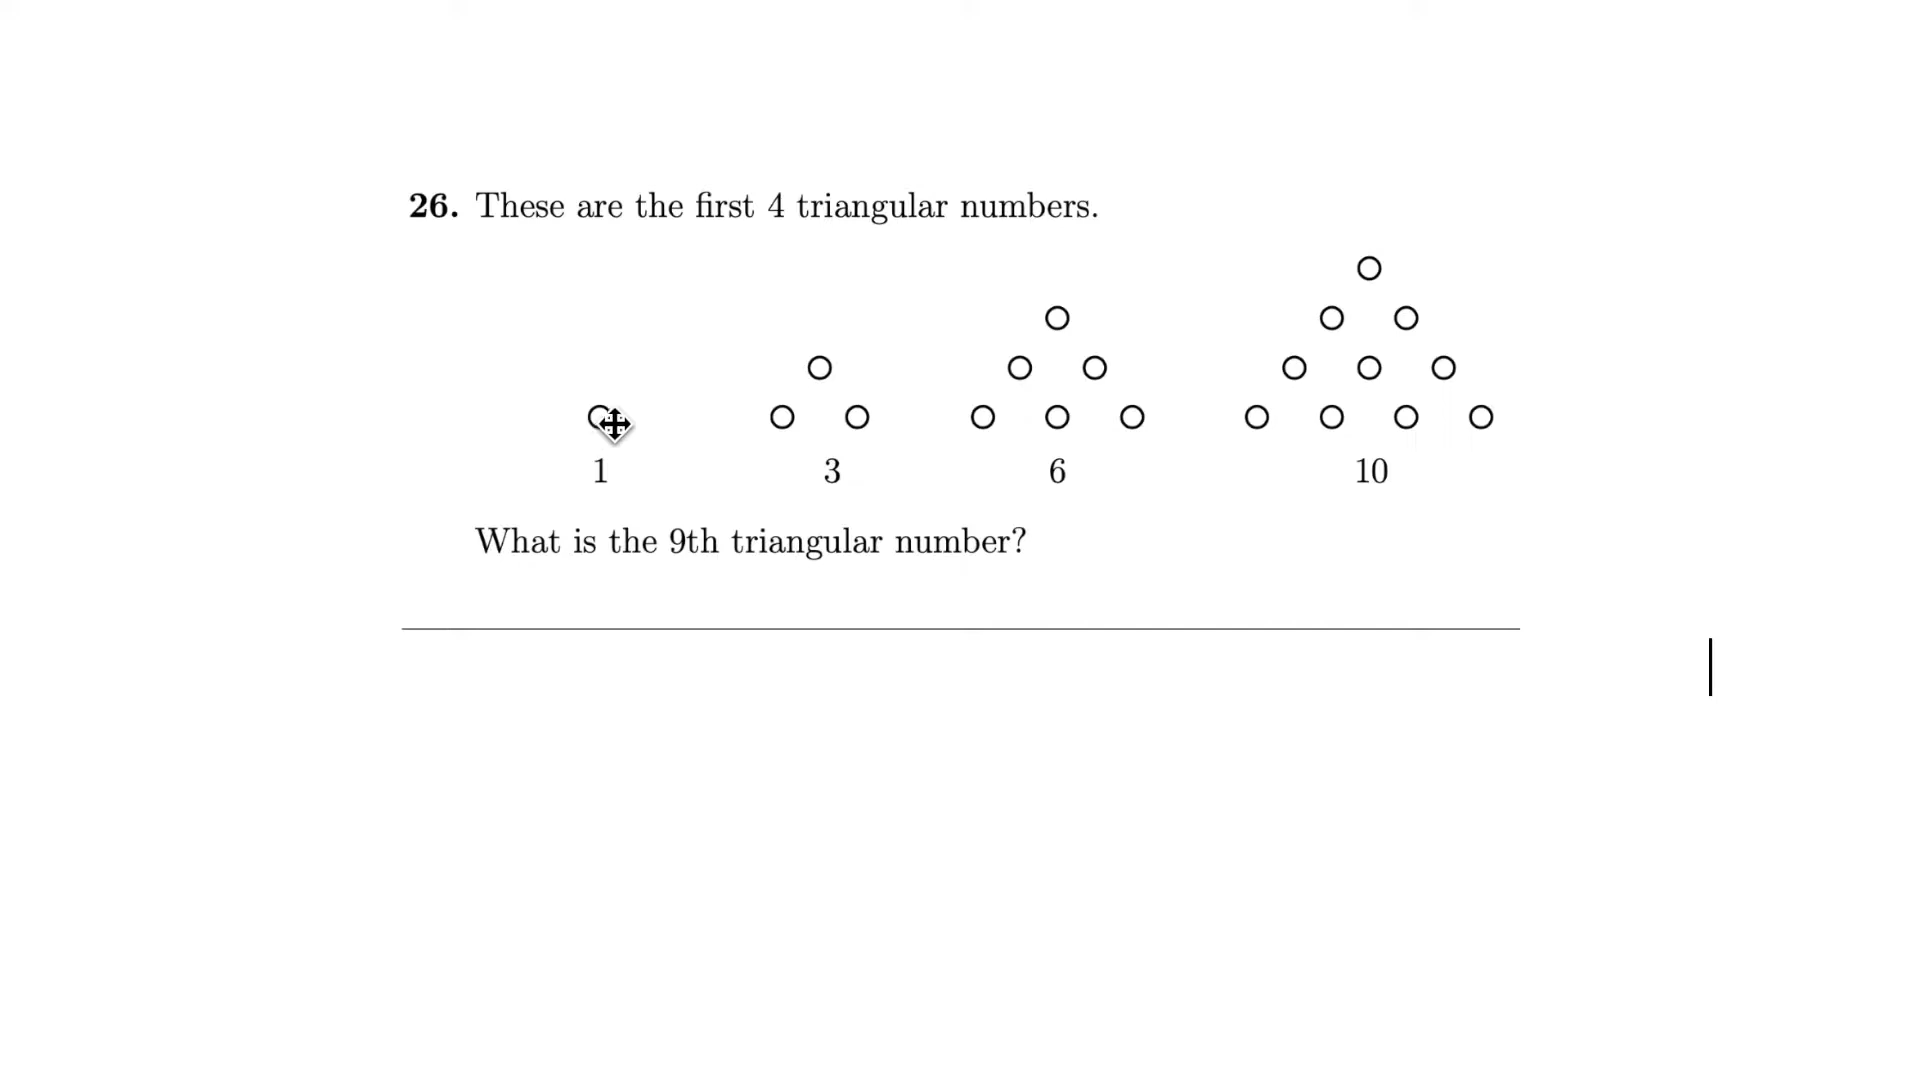 26. These are the first 4 triangular numbers.
1 3 6 10
What is the 9th triangular number?